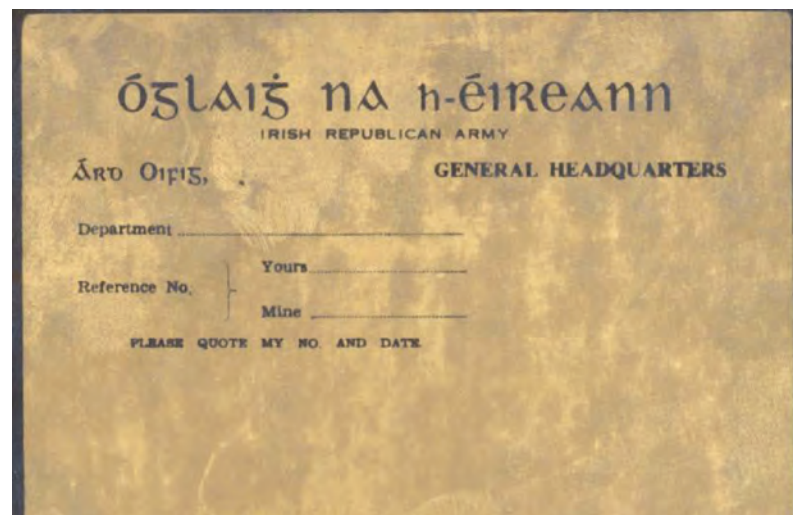 Óglaiġ na h-Éireann
IRISH REPUBLICAN ARMY
Árd Oifig, GENERAL HEADQUARTERS
Department
Reference No. Yours
Mine
PLEASE QUOTE MY NO. AND DATE